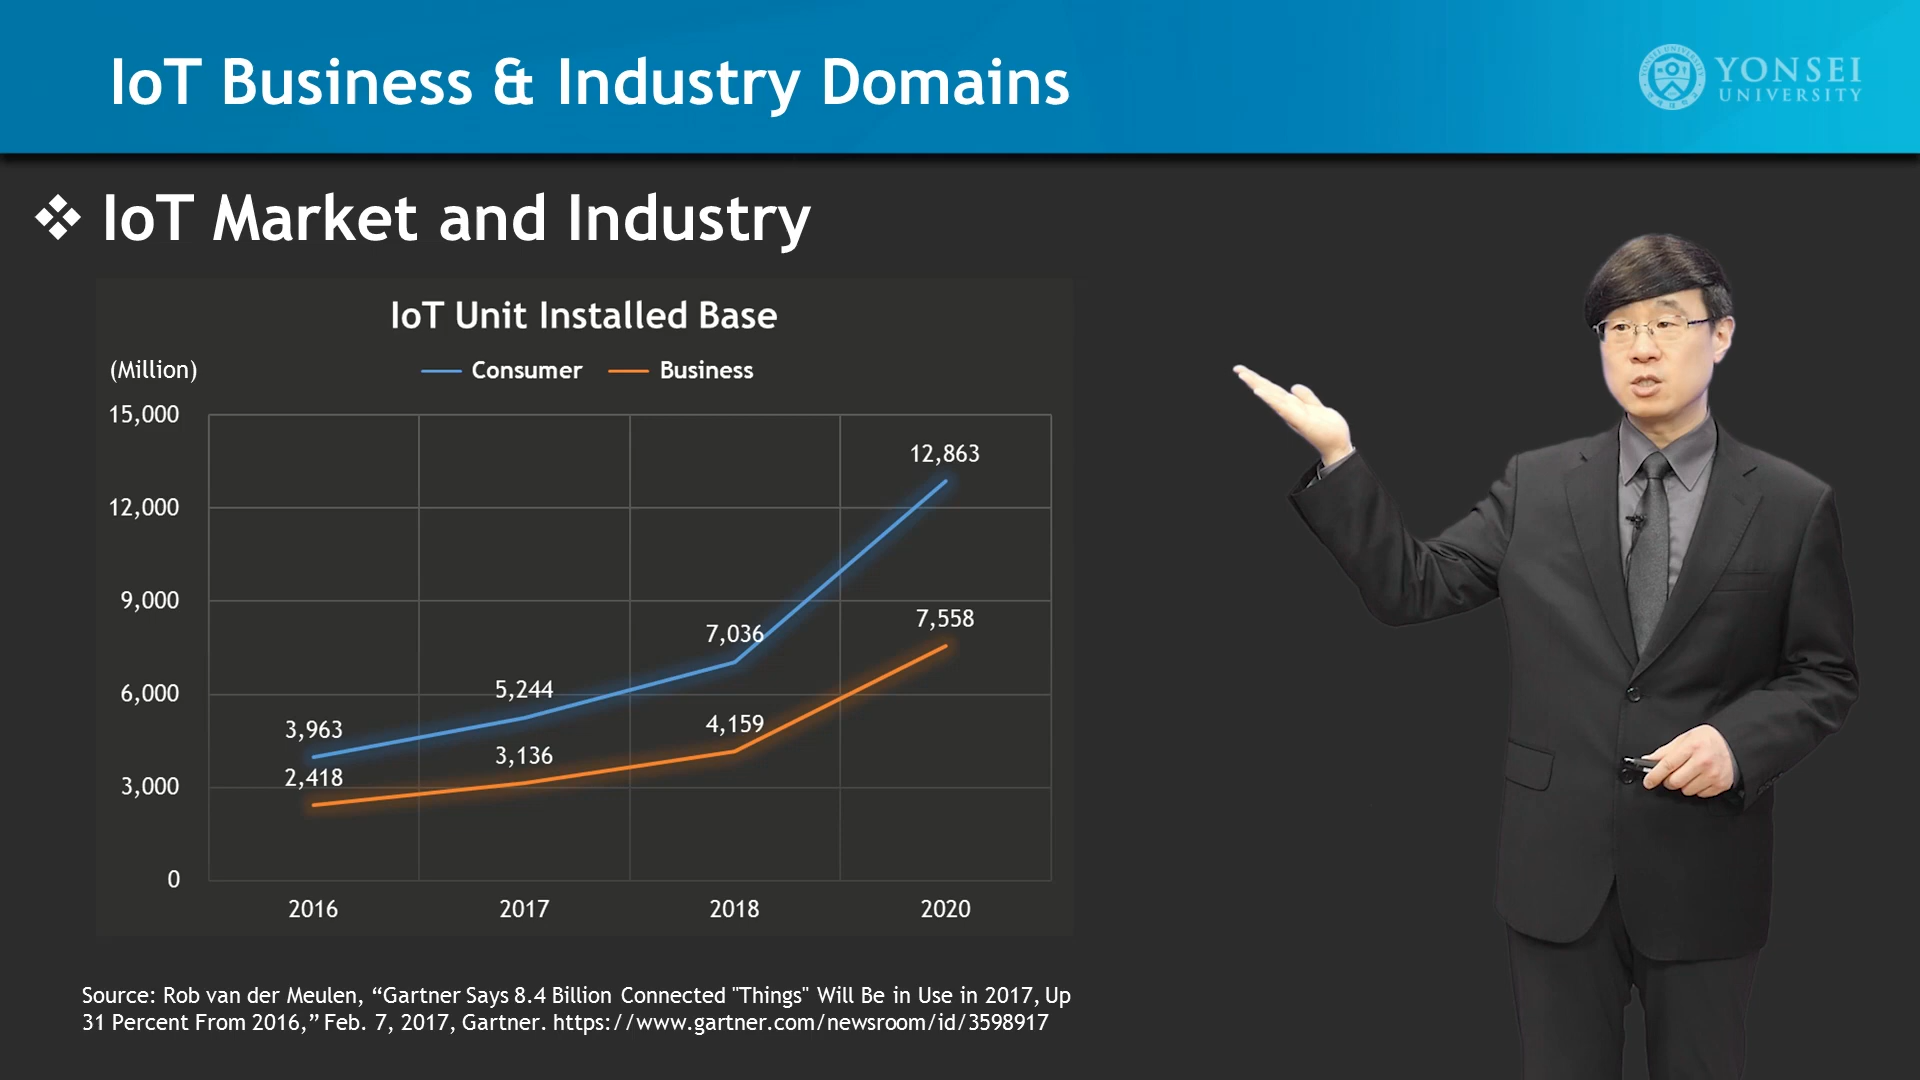 IoT Business & Industry Domains
YONSEI
UNIVERSITY
❖ IoT Market and Industry
IoT Unit Installed Base
(Million)
Consumer
Business
15,000
12,000
9,000
6,000
3,000
0
12,863
7,558
7,036
4,159
5,244
3,136
3,963
2,418
2016
2017
2018
2020
Source: Rob van der Meulen, “Gartner Says 8.4 Billion Connected "Things" Will Be in Use in 2017, Up
31 Percent From 2016,” Feb. 7, 2017, Gartner. https://www.gartner.com/newsroom/id/3598917